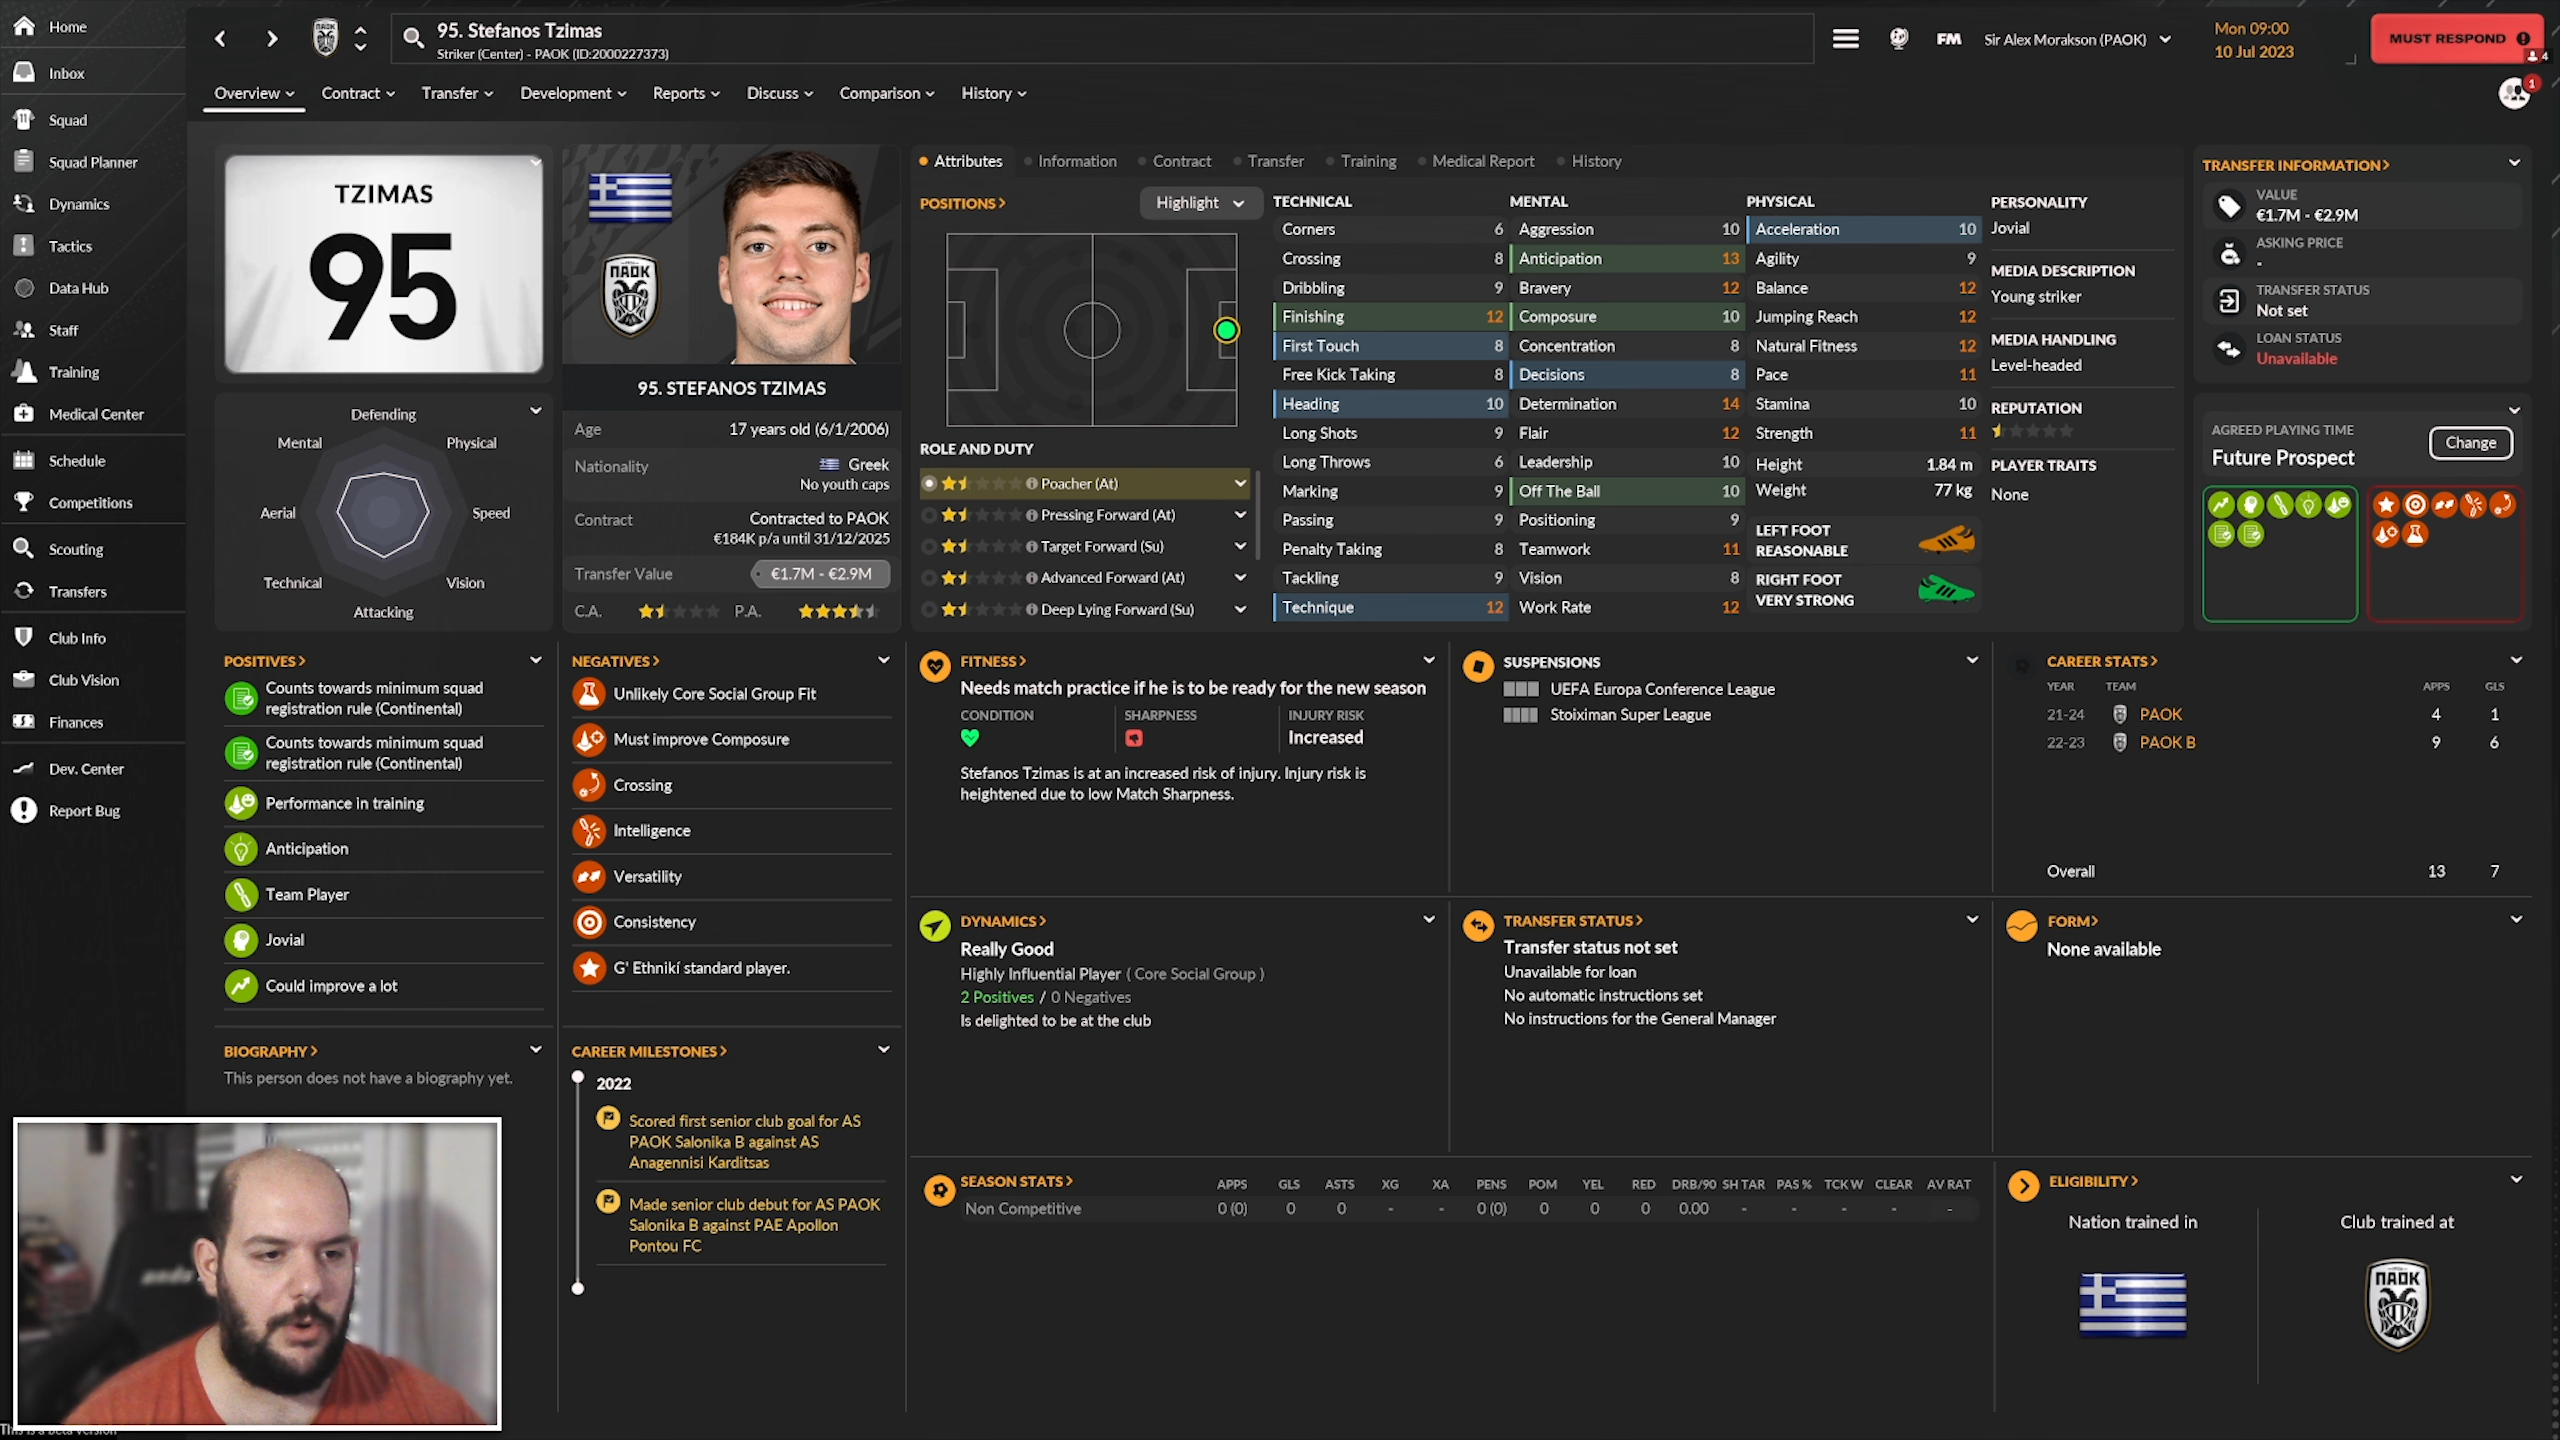 Home
Inbox
Squad
Squad Planner
Dynamics
Tactics
Data Hub
Staff
Training
Medical Center
Schedule
Competitions
Scouting
Transfers
Club Info
Club Vision
Finances
Dev. Center
Report Bug
95. Stefanos Tzimas
Striker (Center) - PAOK (ID:2000227373)
FM
Sir Alex Morakson (PAOK)
Mon 09:00
10 Jul 2023
MUST RESPOND
4
1
Overview
Contract
Transfer
Development
Reports
Discuss
Comparison
History
TZIMAS
95
Defending
Mental
Physical
Aerial
Speed
Technical
Vision
Attacking
ΠΑΟΚ
95. STEFANOS TZIMAS
Age 17 years old (6/1/2006)
Nationality Greek
No youth caps
Contract Contracted to PAOK
€184K p/a until 31/12/2025
Transfer Value €1.7M - €2.9M
C.A. P.A.
Attributes Information Contract Transfer Training Medical Report History
POSITIONS>
Highlight
ROLE AND DUTY
Poacher (At)
Pressing Forward (At)
Target Forward (Su)
Advanced Forward (At)
Deep Lying Forward (Su)
TECHNICAL
Corners 6
Crossing 8
Dribbling 9
Finishing 12
First Touch 8
Free Kick Taking 8
Heading 10
Long Shots 9
Long Throws 6
Marking 9
Passing 9
Penalty Taking 8
Tackling 9
Technique 12
MENTAL
Aggression 10
Anticipation 13
Bravery 12
Composure 10
Concentration 8
Decisions 8
Determination 14
Flair 12
Leadership 10
Off The Ball 10
Positioning 9
Teamwork 11
Vision 8
Work Rate 12
PHYSICAL
Acceleration 10
Agility 9
Balance 12
Jumping Reach 12
Natural Fitness 12
Pace 11
Stamina 10
Strength 11
Height 1.84 m
Weight 77 kg
LEFT FOOT
REASONABLE
RIGHT FOOT
VERY STRONG
PERSONALITY
Jovial
MEDIA DESCRIPTION
Young striker
MEDIA HANDLING
Level-headed
REPUTATION
PLAYER TRAITS
None
TRANSFER INFORMATION>
VALUE
€1.7M - €2.9M
ASKING PRICE
-
TRANSFER STATUS
Not set
LOAN STATUS
Unavailable
AGREED PLAYING TIME
Future Prospect
Change
POSITIVES>
Counts towards minimum squad
registration rule (Continental)
Counts towards minimum squad
registration rule (Continental)
Performance in training
Anticipation
Team Player
Jovial
Could improve a lot
NEGATIVES>
Unlikely Core Social Group Fit
Must improve Composure
Crossing
Intelligence
Versatility
Consistency
G' Ethnikí standard player.
FITNESS>
Needs match practice if he is to be ready for the new season
CONDITION SHARPNESS INJURY RISK
Increased
Stefanos Tzimas is at an increased risk of injury. Injury risk is
heightened due to low Match Sharpness.
SUSPENSIONS
UEFA Europa Conference League
Stoiximan Super League
CAREER STATS>
YEAR TEAM APPS GLS
21-24 PAOK 4 1
22-23 PAOK B 9 6
Overall 13 7
DYNAMICS>
Really Good
Highly Influential Player ( Core Social Group )
2 Positives / 0 Negatives
Is delighted to be at the club
TRANSFER STATUS>
Transfer status not set
Unavailable for loan
No automatic instructions set
No instructions for the General Manager
FORM>
None available
BIOGRAPHY>
This person does not have a biography yet.
CAREER MILESTONES>
2022
Scored first senior club goal for AS
PAOK Salonika B against AS
Anagennisi Karditsas
Made senior club debut for AS PAOK
Salonika B against PAE Apollon
Pontou FC
SEASON STATS> APPS GLS ASTS XG XA PENS POM YEL RED DRB/90 SH TAR PAS % TCK W CLEAR AV RAT
Non Competitive 0 (0) 0 0 - - 0 (0) 0 0 0 0.00 - - - - -
ELIGIBILITY>
Nation trained in
Club trained at
ΠΑΟΚ
This is a beta version